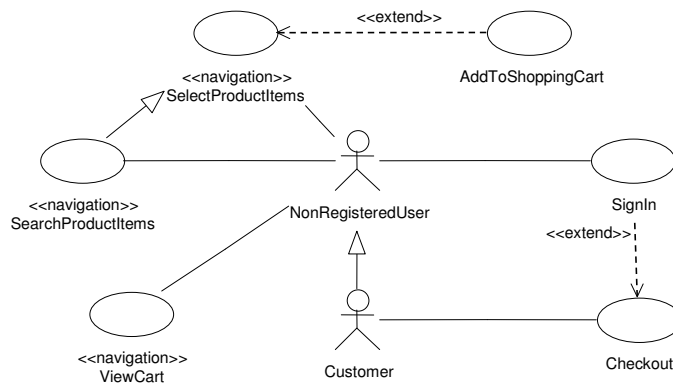 <<extend>>
<<navigation>>
SelectProductItems
AddToShoppingCart
<<navigation>>
SearchProductItems
NonRegisteredUser
SignIn
<<extend>>
<<navigation>>
ViewCart
Customer
Checkout